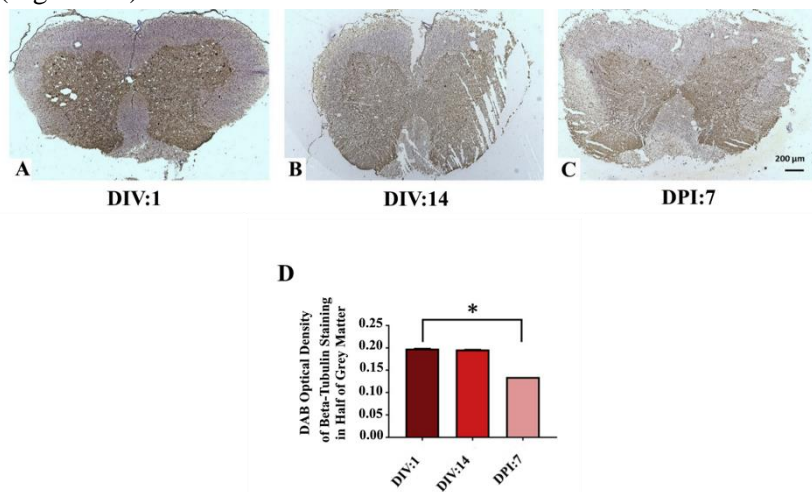 A
B
C
200 µm
DIV:1
DIV:14
DPI:7
D
*
DAB Optical Density
of Beta-Tubulin Staining
in Half of Grey Matter
0.25
0.20
0.15
0.10
0.05
0.00
DIV:1
DIV:14
DPI:7